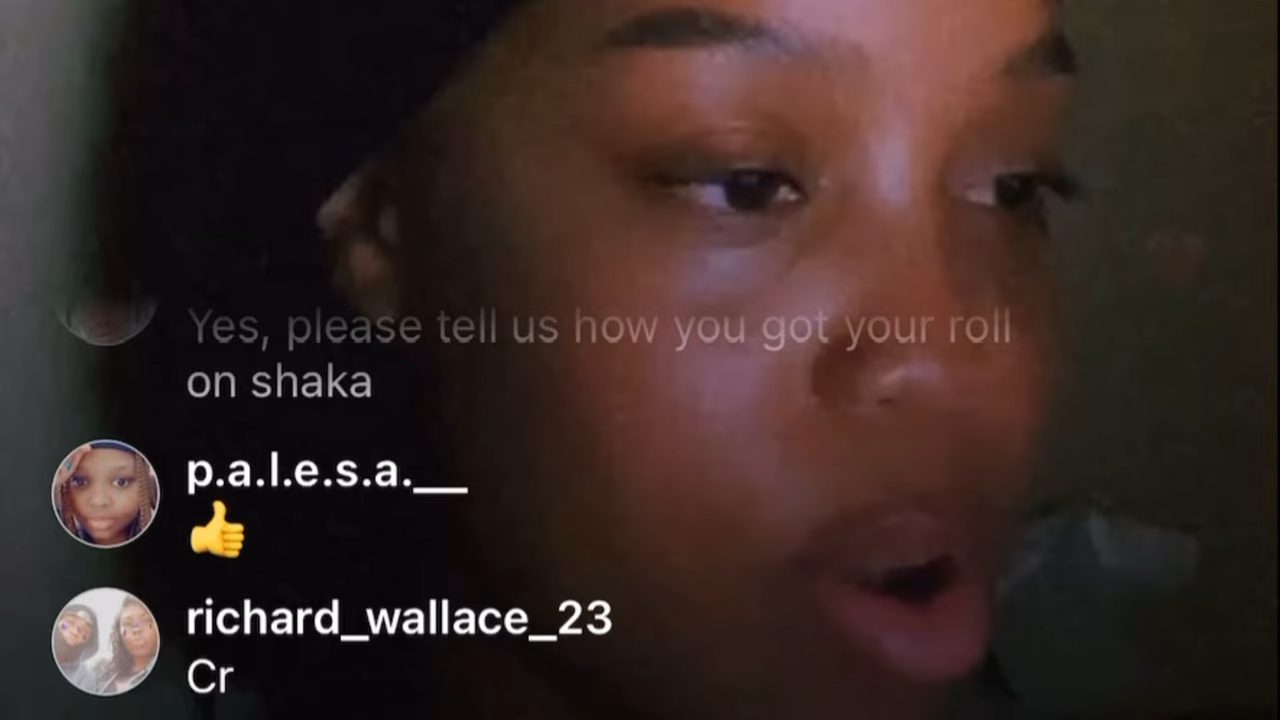 Yes, please tell us how you got your roll
on shaka
p.a.l.e.s.a.__
👍
richard_wallace_23
Cr